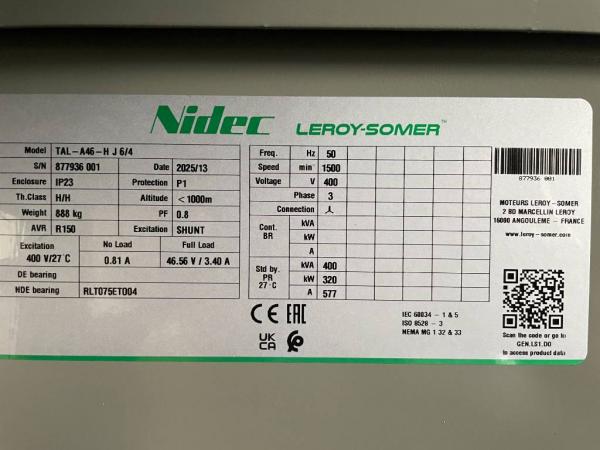 Nidec LEROY-SOMER™
Model TAL-A46-H J 6/4
S/N 877936 001 Date 2025/13
Enclosure IP23 Protection P1
Th.Class H/H Altitude <1000m
Weight 888 kg PF 0.8
AVR R150 Excitation SHUNT
Excitation No Load Full Load
400 V/27°C 0.81 A 46.56 V / 3.40 A
DE bearing
NDE bearing RLT075ET004
Freq. Hz 50
Speed min⁻¹ 1500
Voltage V 400
Phase 3
Connection
Cont. BR kVA
kW
A
Std by. PR 27°C kVA 400
kW 320
A 577
CE EAC
UK CA
IEC 60034 - 1 & 5
ISO 8528 - 3
NEMA MG 1 32 & 33
877936 001
MOTEURS LEROY-SOMER
2 BD MARCELLIN LEROY
16000 ANGOULEME - FRANCE
www.leroy-somer.com
Scan the code or go to
GEN.LS1.DO
to access product data